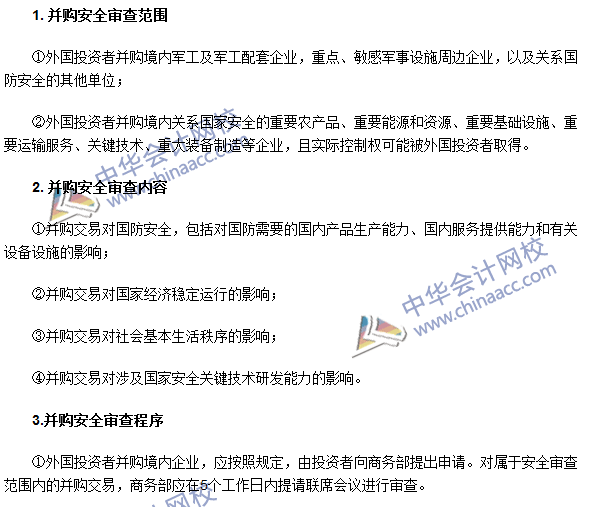 1. 并购安全审查范围
①外国投资者并购境内军工及军工配套企业，重点、敏感军事设施周边企业，以及关系国
防安全的其他单位；
②外国投资者并购境内关系国家安全的重要农产品、重要能源和资源、重要基础设施、重
要运输服务、关键技术、重大装备制造等企业，且实际控制权可能被外国投资者取得。
2. 并购安全审查内容
①并购交易对国防安全，包括对国防需要的国内产品生产能力、国内服务提供能力和有关
设备设施的影响；
②并购交易对国家经济稳定运行的影响；
③并购交易对社会基本生活秩序的影响；
④并购交易对涉及国家安全关键技术研发能力的影响。
3.并购安全审查程序
①外国投资者并购境内企业，应按照规定，由投资者向商务部提出申请。对属于安全审查
范围内的并购交易，商务部应在5个工作日内提请联席会议进行审查。
中华会计网校
www.chinaacc.com
中华会计网校
www.chinaacc.com
中华会计网校